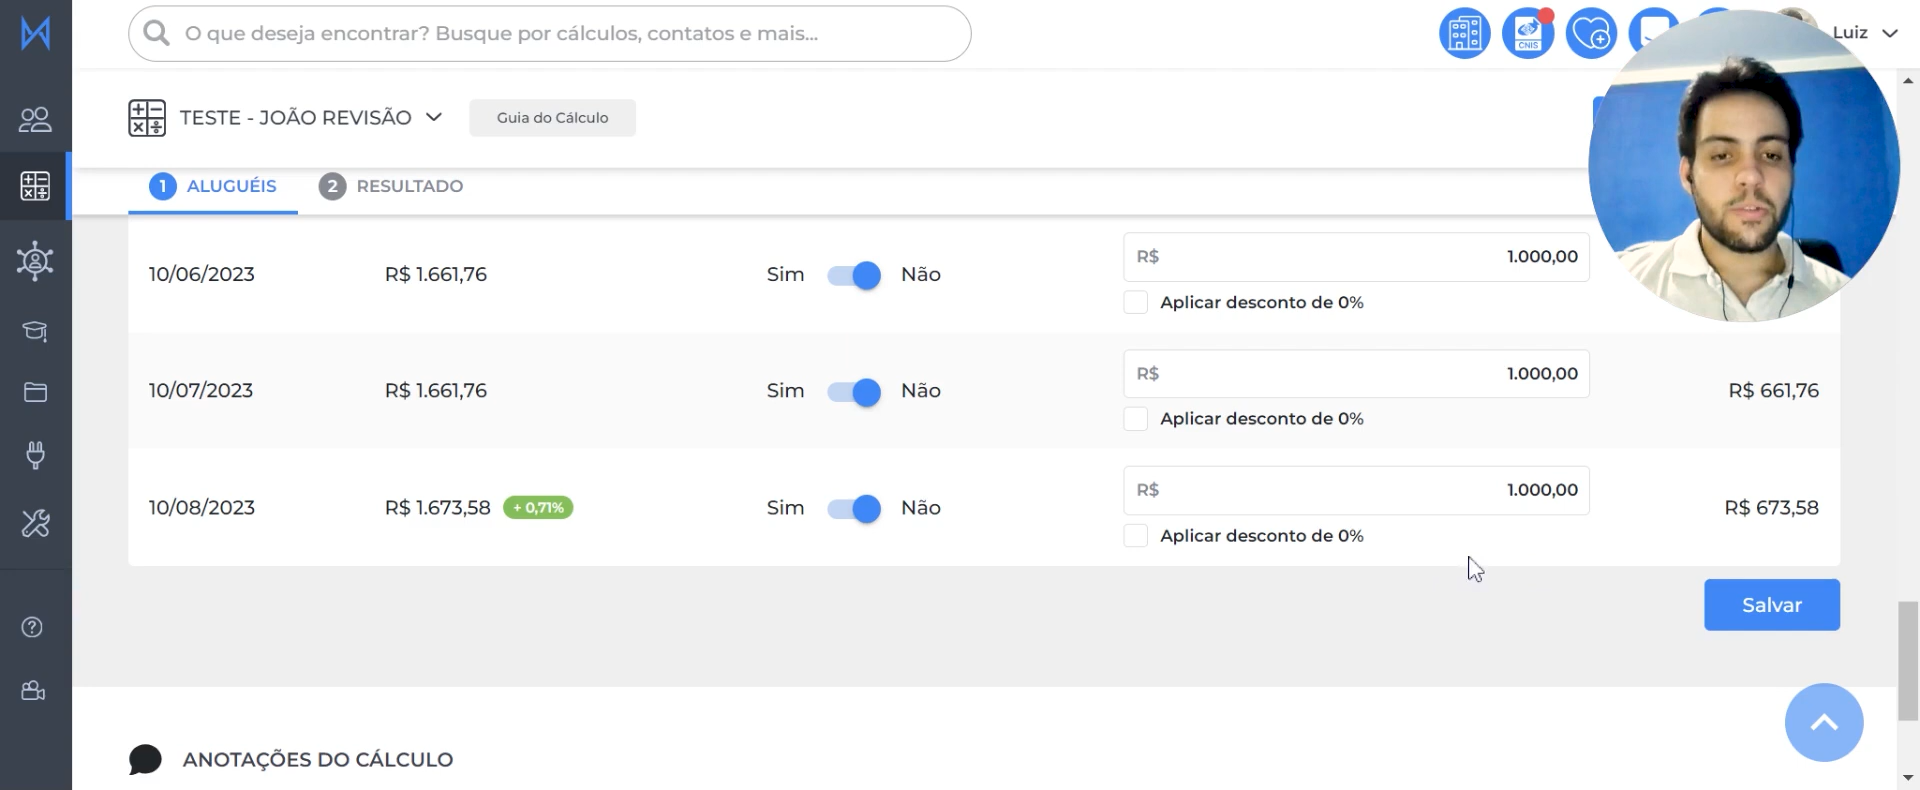 O que deseja encontrar? Busque por cálculos, contatos e mais...
CNIS
Luiz
TESTE - JOÃO REVISÃO
Guia do Cálculo
1 ALUGUÉIS
2 RESULTADO
10/06/2023 R$ 1.661,76 Sim Não R$ 1.000,00
Aplicar desconto de 0%
10/07/2023 R$ 1.661,76 Sim Não R$ 1.000,00 R$ 661,76
Aplicar desconto de 0%
10/08/2023 R$ 1.673,58 + 0,71% Sim Não R$ 1.000,00 R$ 673,58
Aplicar desconto de 0%
Salvar
ANOTAÇÕES DO CÁLCULO